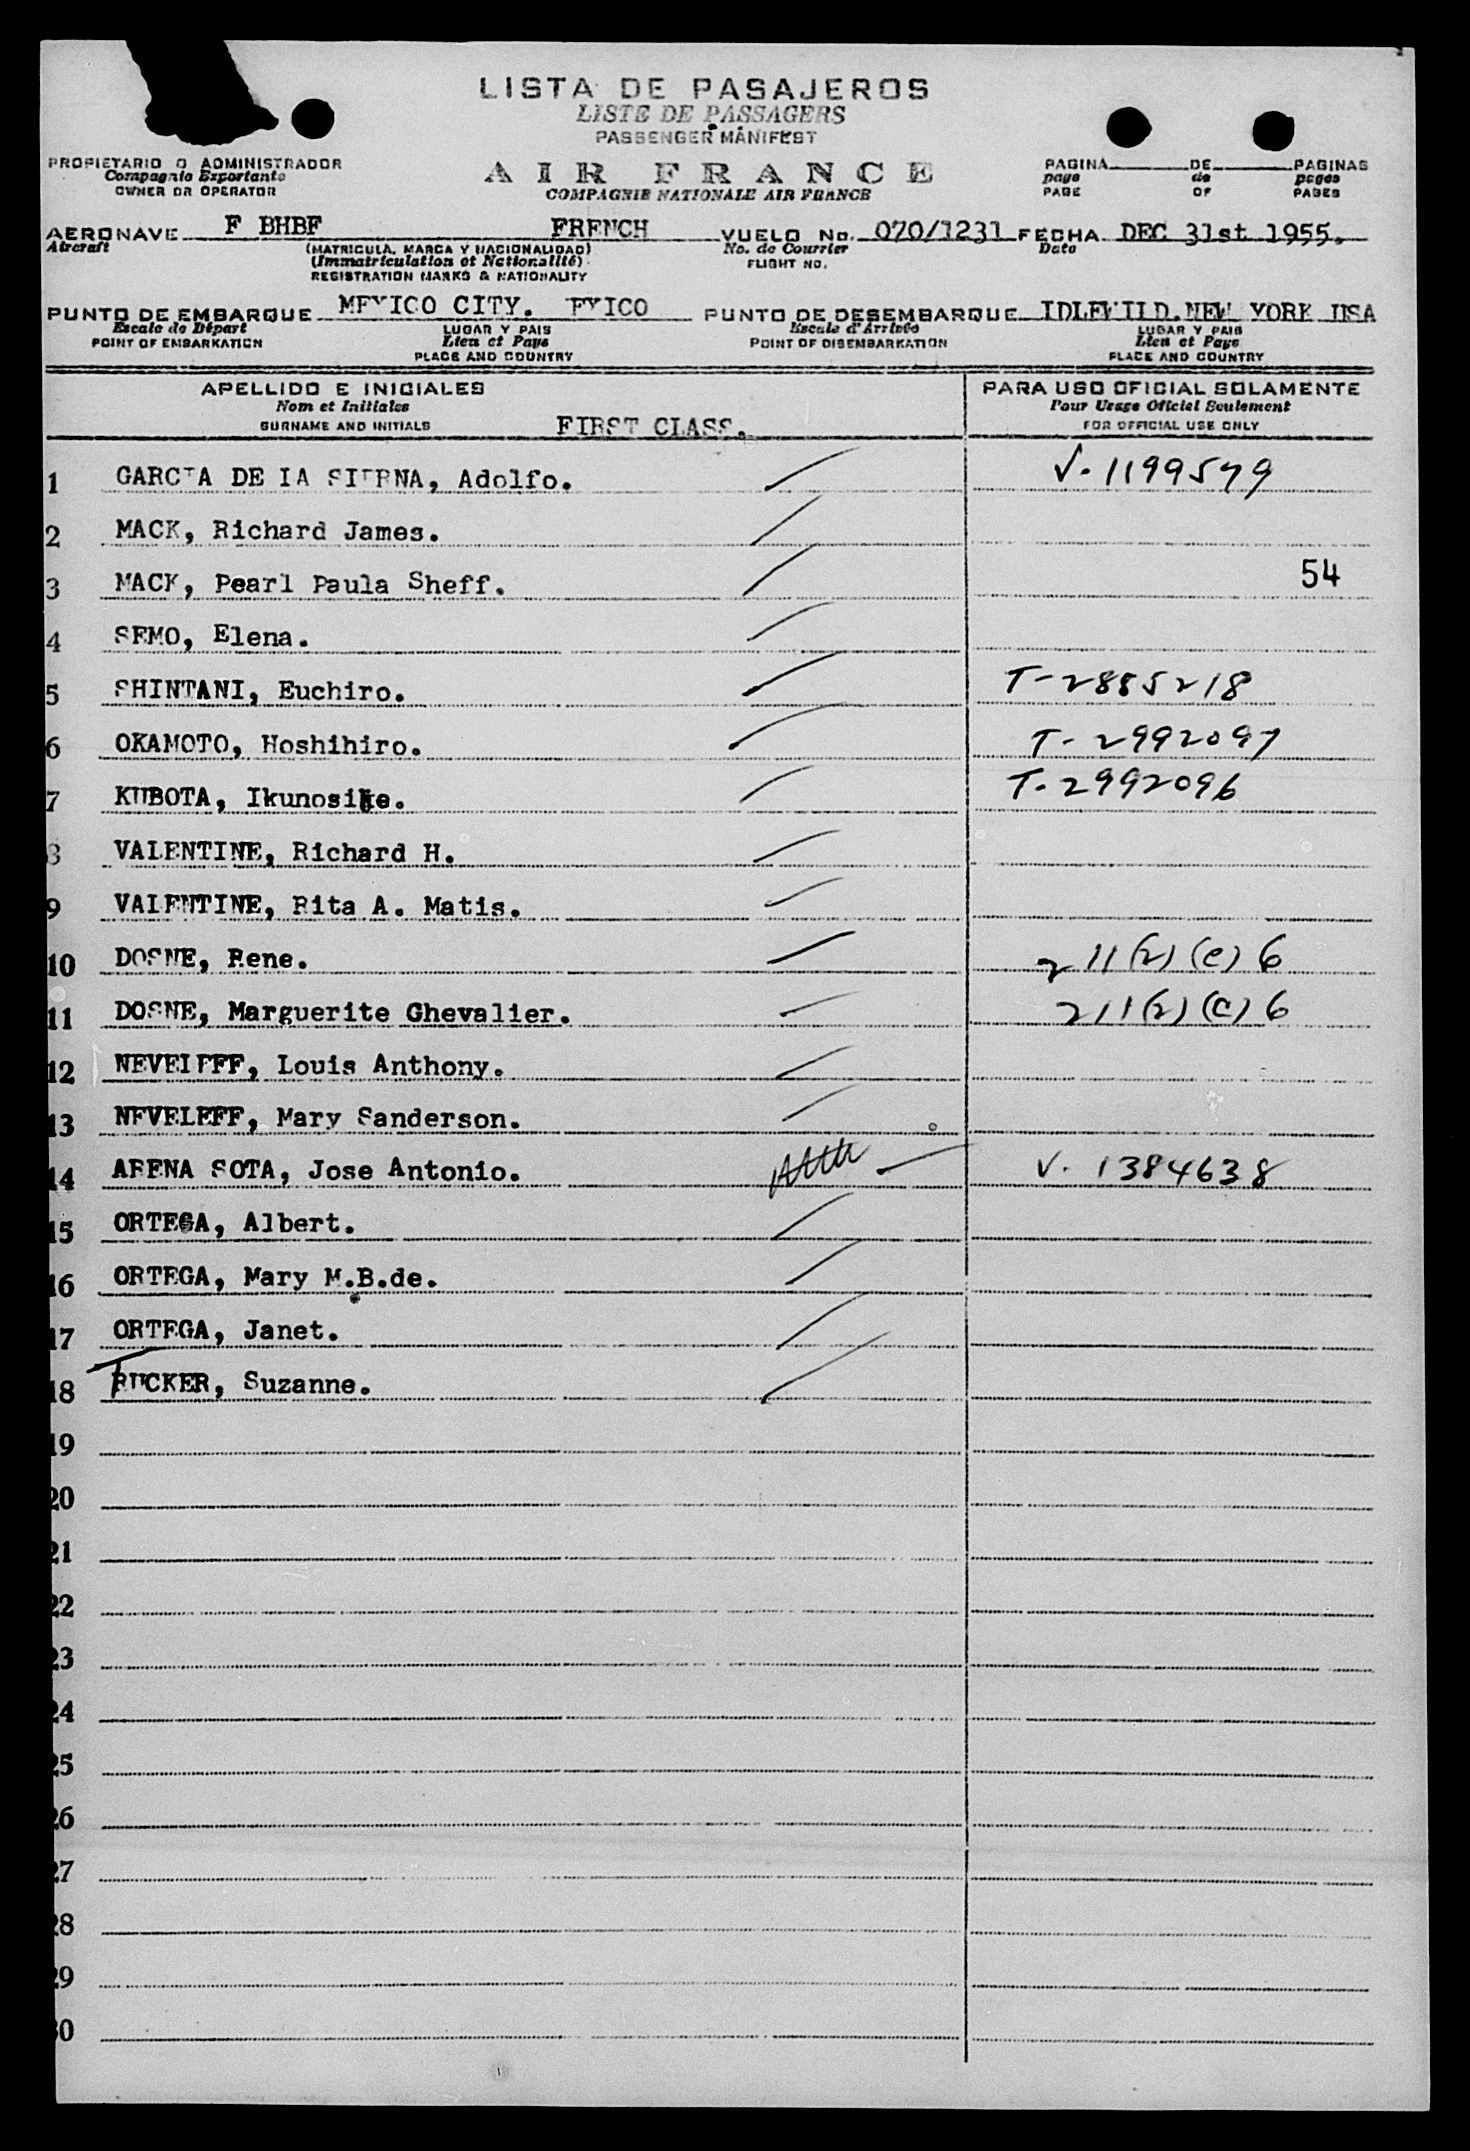 LISTA DE PASAJEROS
LISTE DE PASSAGERS
PASSENGER MANIFEST
PROPIETARIO O ADMINISTRADOR
Compagnie Exportante
OWNER OR OPERATOR
AIR FRANCE
COMPAGNIE NATIONALE AIR FRANCE
PAGINA DE PAGINAS
page de pages
PAGE OF PAGES
AERONAVE F BHBF FRENCH VUELO No. 070/1231 FECHA DEC 31st 1955.
Aircraft (MATRICULA, MARCA Y NACIONALIDAD) No. de Courrier Date
(Immatriculation et Nationalité) FLIGHT NO.
REGISTRATION MARKS & NATIONALITY
PUNTO DE EMBARQUE MEXICO CITY. EXICO PUNTO DE DESEMBARQUE IDLEWILD.NEW YORK USA
Escale de Départ LUGAR Y PAIS Escale d'Arrivée LUGAR Y PAIS
POINT OF EMBARKATION Lieu et Pays POINT OF DISEMBARKATION Lieu et Pays
PLACE AND COUNTRY PLACE AND COUNTRY
APELLIDO E INICIALES PARA USO OFICIAL SOLAMENTE
Nom et Initiales Pour Usage Officiel Seulement
SURNAME AND INITIALS FIRST CLASS. FOR OFFICIAL USE ONLY
1 GARCIA DE LA SIERNA, Adolfo. V-1199579
2 MACK, Richard James.
3 MACK, Pearl Paula Sheff. 54
4 SEMO, Elena.
5 SHINTANI, Euchiro. T-2885218
6 OKAMOTO, Hoshihiro. T-2992097
7 KUBOTA, Ikunosike. T-2992096
8 VALENTINE, Richard H.
9 VALENTINE, Rita A. Matis.
10 DOSNE, Rene. 211(2)(e)6
11 DOSNE, Marguerite Ghevalier. 211(2)(e)6
12 NEVELEFF, Louis Anthony.
13 NEVELEFF, Mary Sanderson.
14 ARENA SOTA, Jose Antonio. V. 1384638
15 ORTEGA, Albert.
16 ORTEGA, Mary M.B.de.
17 ORTEGA, Janet.
18 RUCKER, Suzanne.
19
20
21
22
23
24
25
26
27
28
29
30